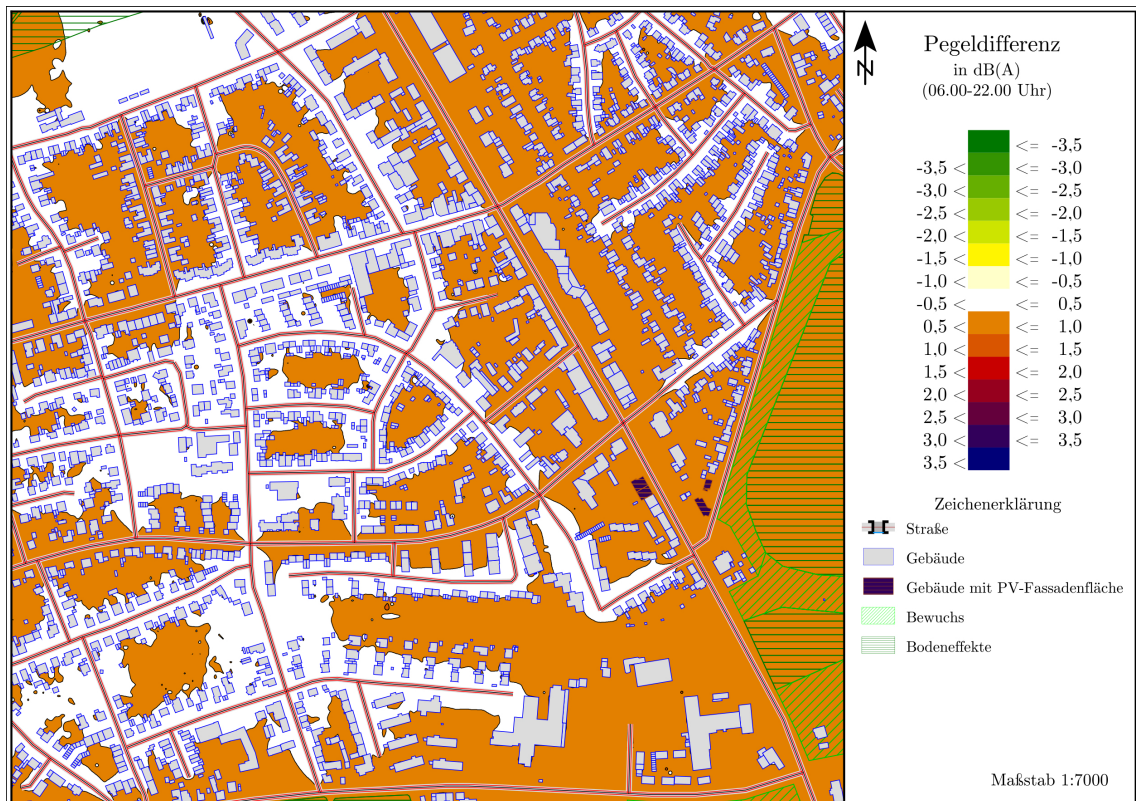 N
Pegeldifferenz
in dB(A)
(06.00-22.00 Uhr)
<= -3,5
-3.5 < <= -3.0
-3.0 < <= -2.5
-2.5 < <= -2.0
-2.0 < <= -1.5
-1.5 < <= -1.0
-1.0 < <= -0.5
-0.5 < <= 0.5
0.5 < <= 1.0
1.0 < <= 1.5
1.5 < <= 2.0
2.0 < <= 2.5
2.5 < <= 3.0
3.0 < <= 3.5
3.5 <
Zeichenerklärung
Straße
Gebäude
Gebäude mit PV-Fassadenfläche
Bewuchs
Bodeneffekte
Maßstab 1:7000